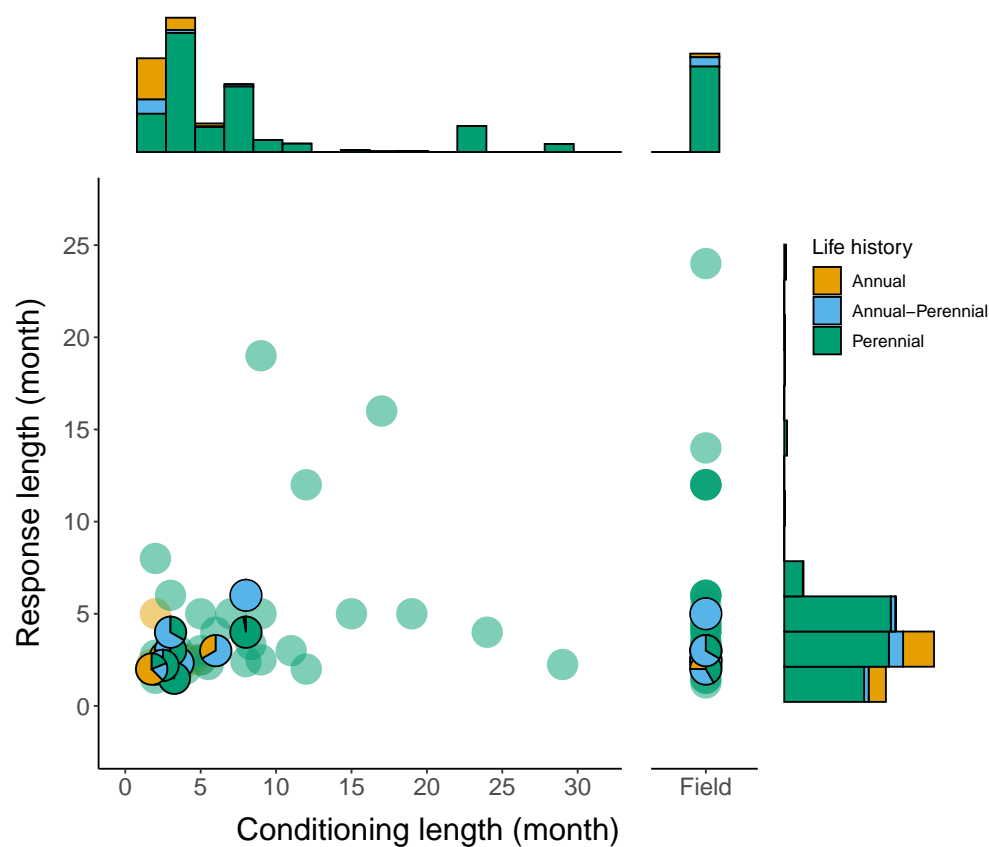 Life history
Annual
Annual−Perennial
Perennial
Response length (month)
25
20
15
10
5
0
0 5 10 15 20 25 30 Field
Conditioning length (month)